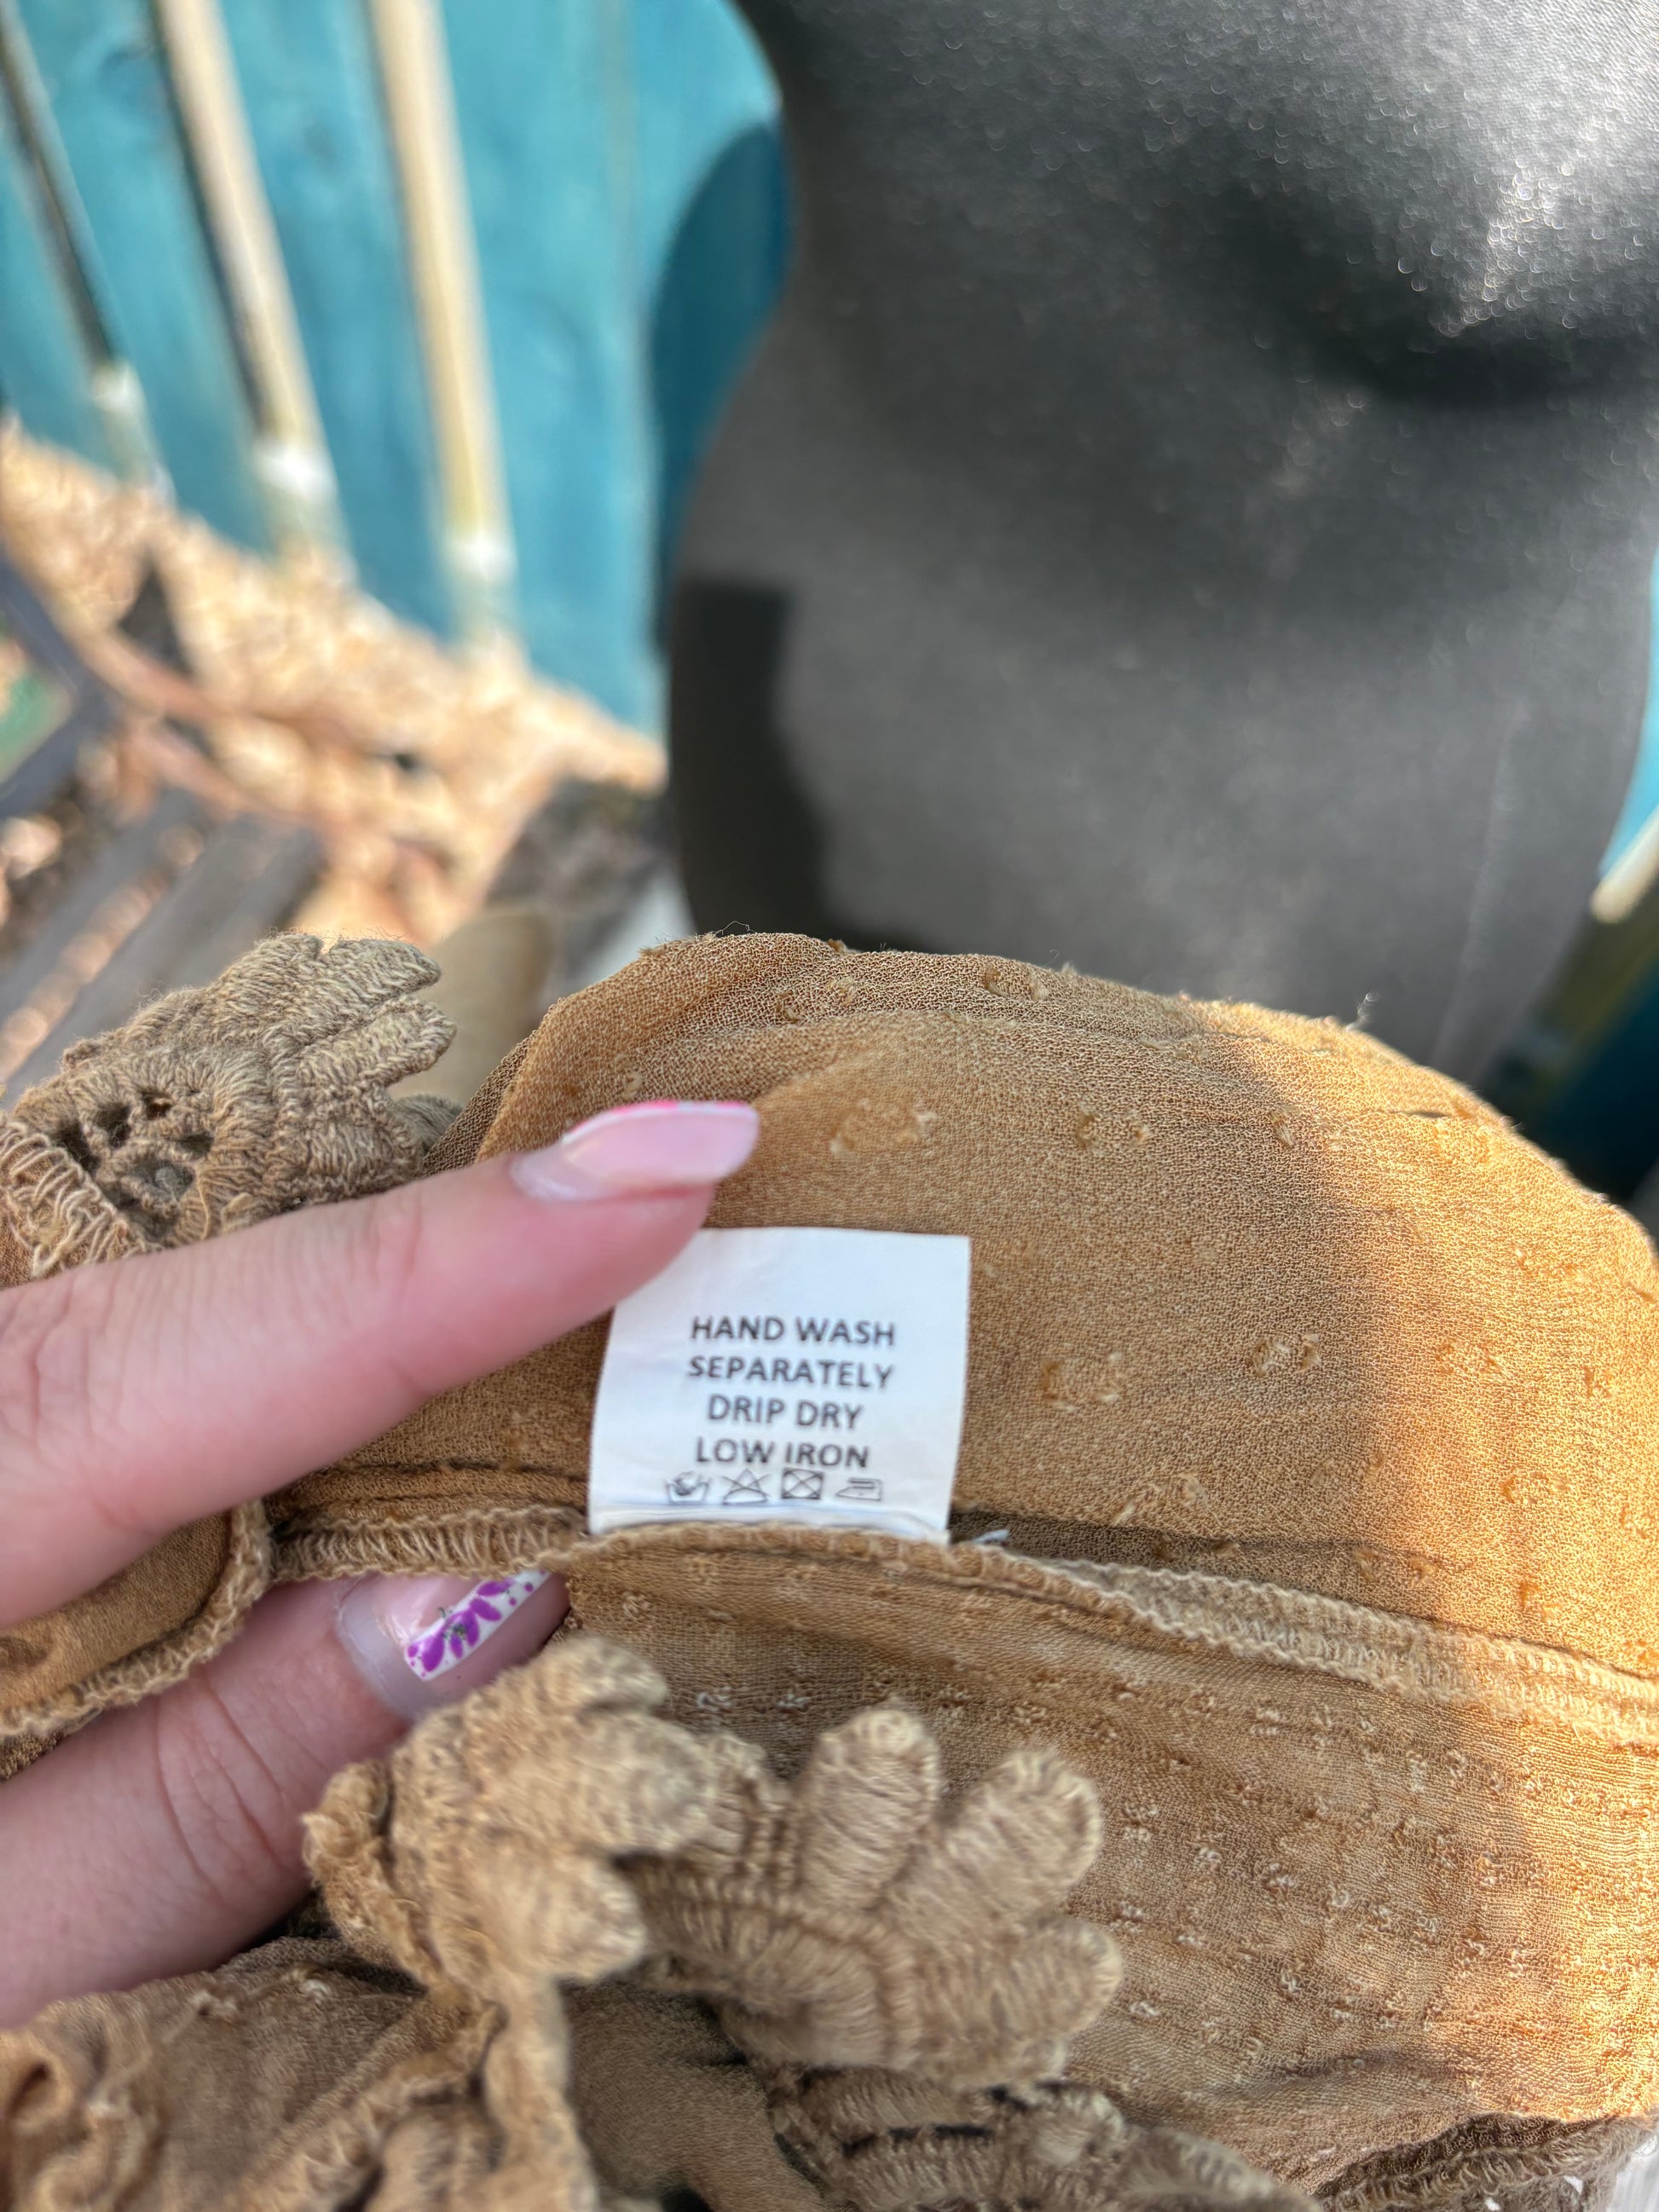 HAND WASH
SEPARATELY
DRIP DRY
LOW IRON